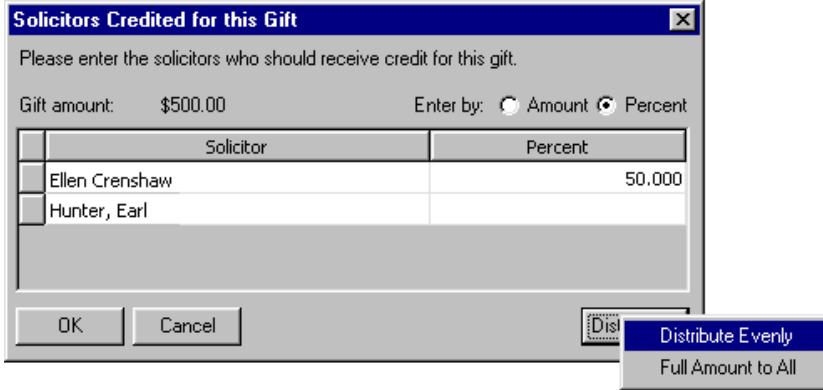 Solicitors Credited for this Gift
Please enter the solicitors who should receive credit for this gift.
Gift amount: $500.00 Enter by: Amount Percent
Solicitor Percent
Ellen Crenshaw 50.000
Hunter, Earl
OK Cancel
Distribute Evenly
Full Amount to All